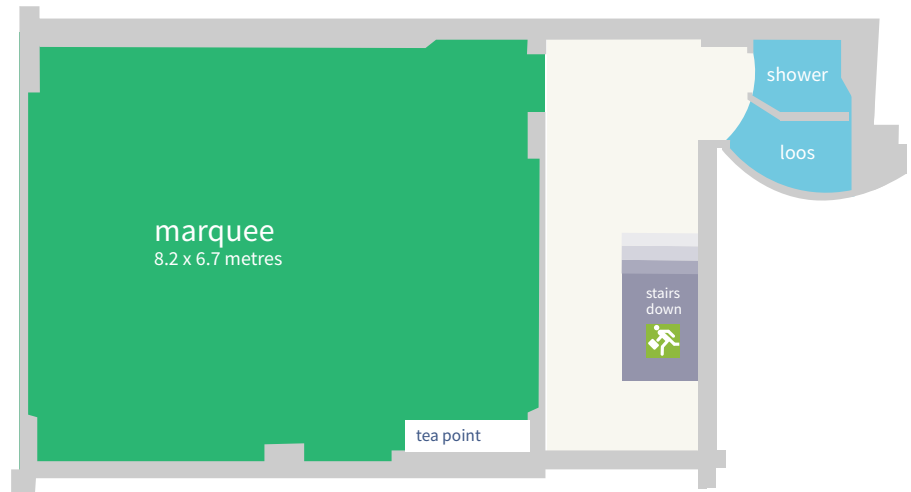 shower
loos
marquee
8.2 x 6.7 metres
stairs
down
tea point